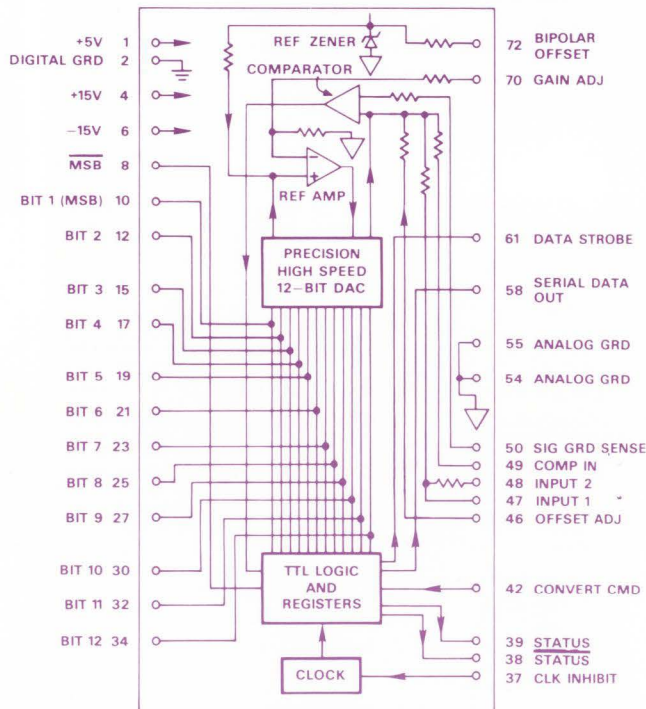 +5V 1
DIGITAL GRD 2
+15V 4
-15V 6
MSB 8
BIT 1 (MSB) 10
BIT 2 12
BIT 3 15
BIT 4 17
BIT 5 19
BIT 6 21
BIT 7 23
BIT 8 25
BIT 9 27
BIT 10 30
BIT 11 32
BIT 12 34
REF ZENER
COMPARATOR
REF AMP
PRECISION
HIGH SPEED
12-BIT DAC
TTL LOGIC
AND
REGISTERS
CLOCK
72 BIPOLAR
OFFSET
70 GAIN ADJ
61 DATA STROBE
58 SERIAL DATA
OUT
55 ANALOG GRD
54 ANALOG GRD
50 SIG GRD SENSE
49 COMP IN
48 INPUT 2
47 INPUT 1
46 OFFSET ADJ
42 CONVERT CMD
39 STATUS
38 STATUS
37 CLK INHIBIT